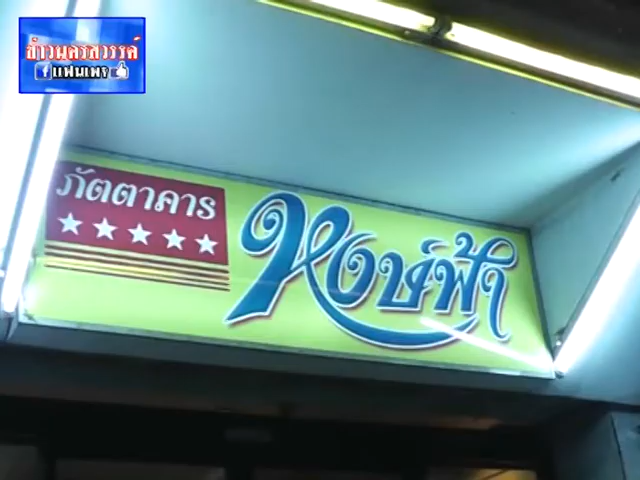 ข่าวนครสวรรค์
แฟนเพจ
ภัตตาคาร
หงษ์ฟ้า